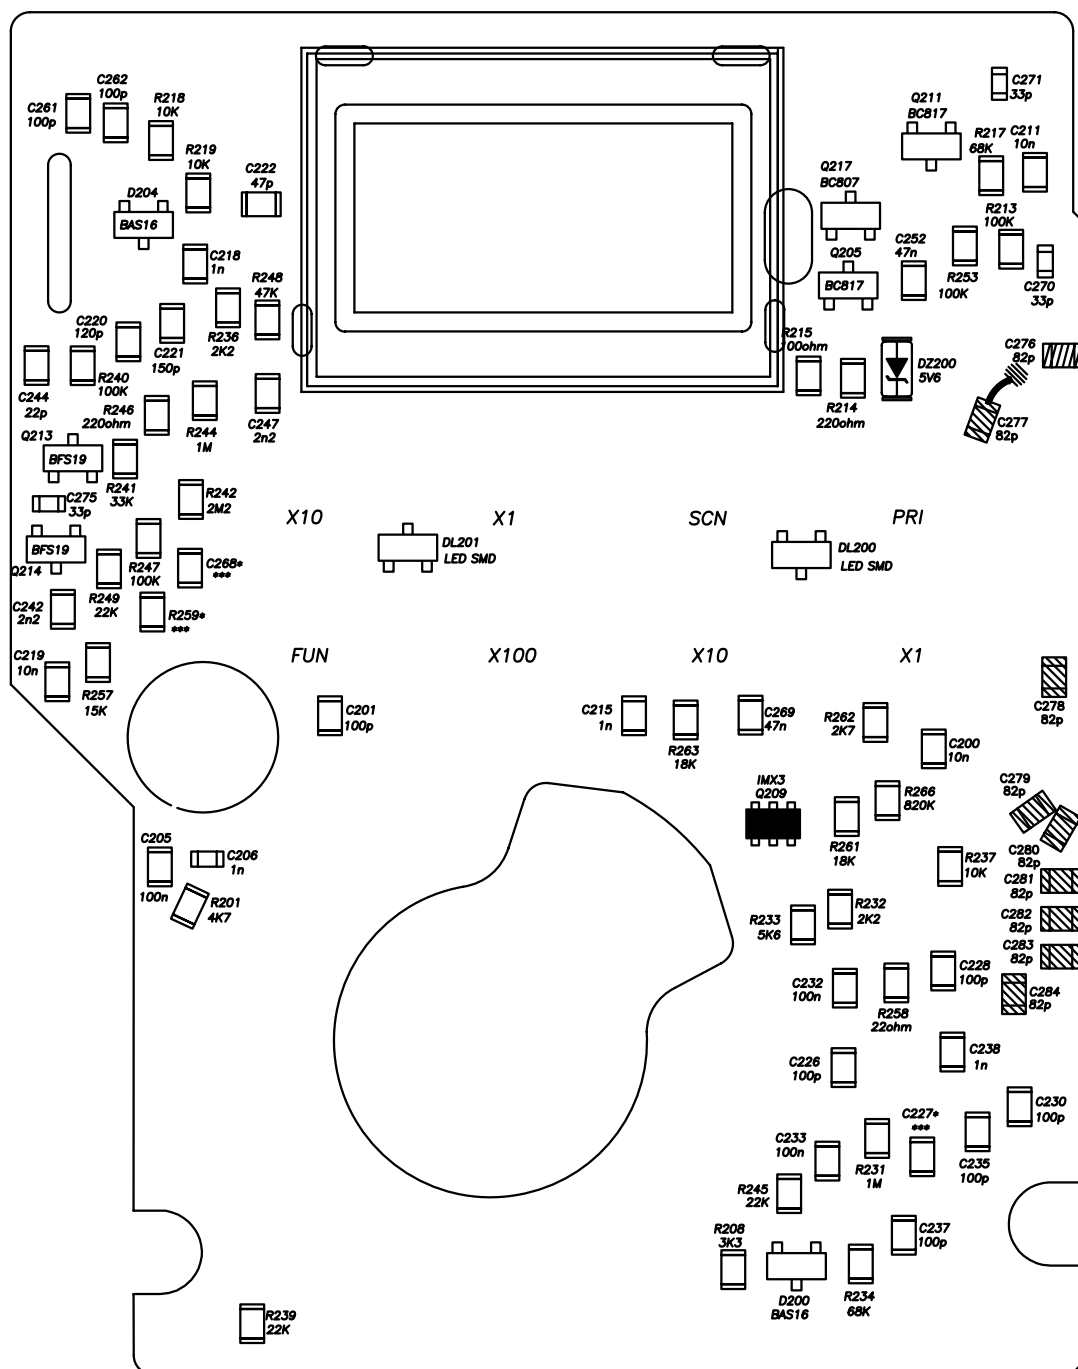 C262
100p
C261
100p
R218
10K
R219
10K
C222
47p
D204
BAS16
C218
1n
R248
47K
C220
120p
C221
150p
R236
2K2
C244
22p
R240
100K
R246
220ohm
R244
1M
C247
2n2
Q213
BFS19
R241
33K
R242
2M2
C275
33p
BFS19
Q214
R247
100K
C268*
***
R249
22K
C242
2n2
R259*
***
C219
10n
R257
15K
C271
33p
Q211
BC817
R217
68K
C211
10n
Q217
BC807
R213
100K
Q205
BC817
C252
47n
R253
100K
C270
33p
R215
100ohm
R214
220ohm
DZ200
5V6
C276
82p
C277
82p
X10
X1
SCN
PRI
DL201
LED SMD
DL200
LED SMD
FUN
X100
X10
X1
C201
100p
C215
1n
R263
18K
C269
47n
R262
2K7
C200
10n
C278
82p
IMX3
Q209
R266
820K
R261
18K
C279
82p
C280
82p
C205
100n
C206
1n
R201
4K7
R237
10K
C281
82p
R233
5K6
R232
2K2
C282
82p
C283
82p
C232
100n
R258
22ohm
C228
100p
C284
82p
C226
100p
C238
1n
C230
100p
C227*
***
C233
100n
R231
1M
C235
100p
R245
22K
R208
3K3
C237
100p
D200
BAS16
R234
68K
R239
22K